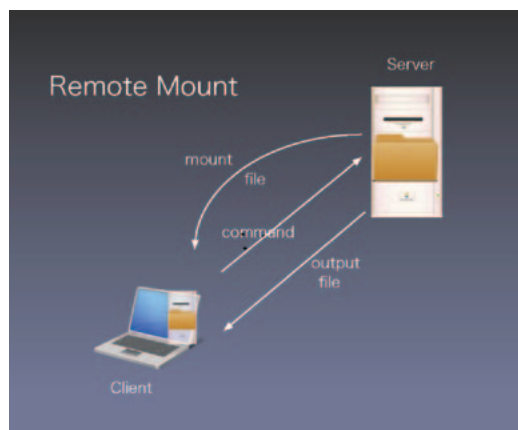 Server
Remote Mount
mount
file
command
output
file
Client